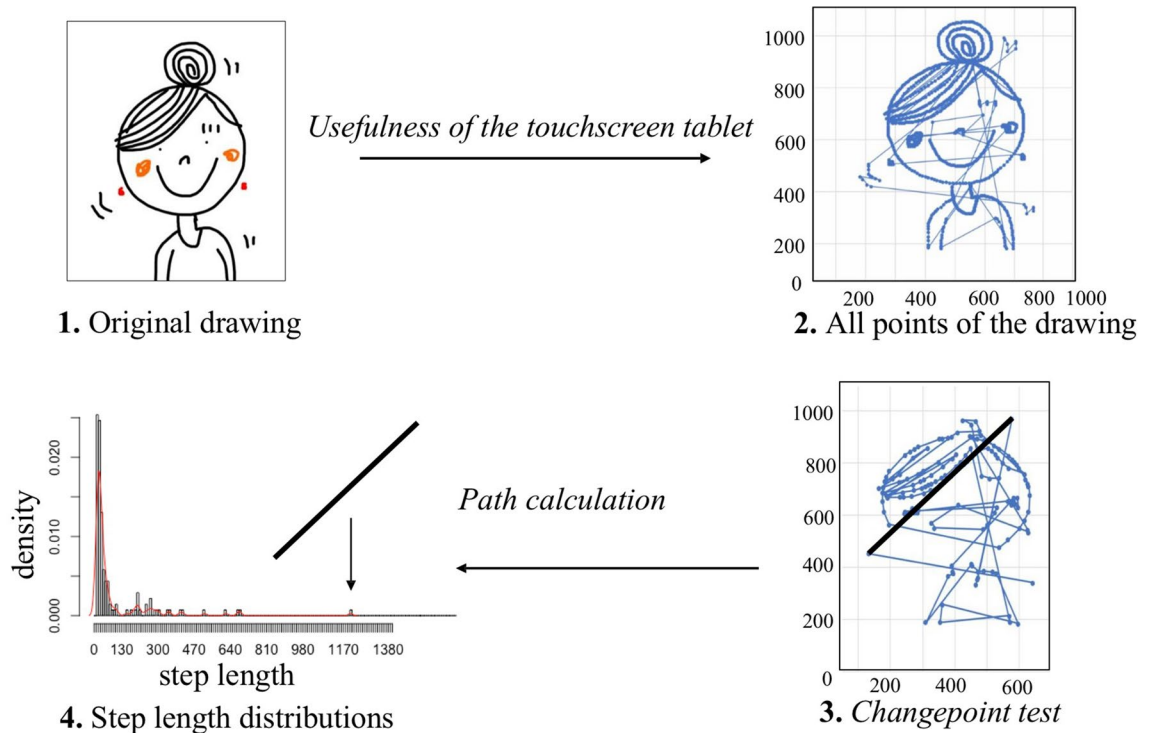 Usefulness of the touchscreen tablet
1000
800
600
400
200
0
200 400 600 800 1000
1. Original drawing
2. All points of the drawing
density
0.020
0.010
0.000
0 130 300 470 640 810 980 1170 1380
step length
4. Step length distributions
Path calculation
1000
800
600
400
200
0
200 400 600
3. Changepoint test